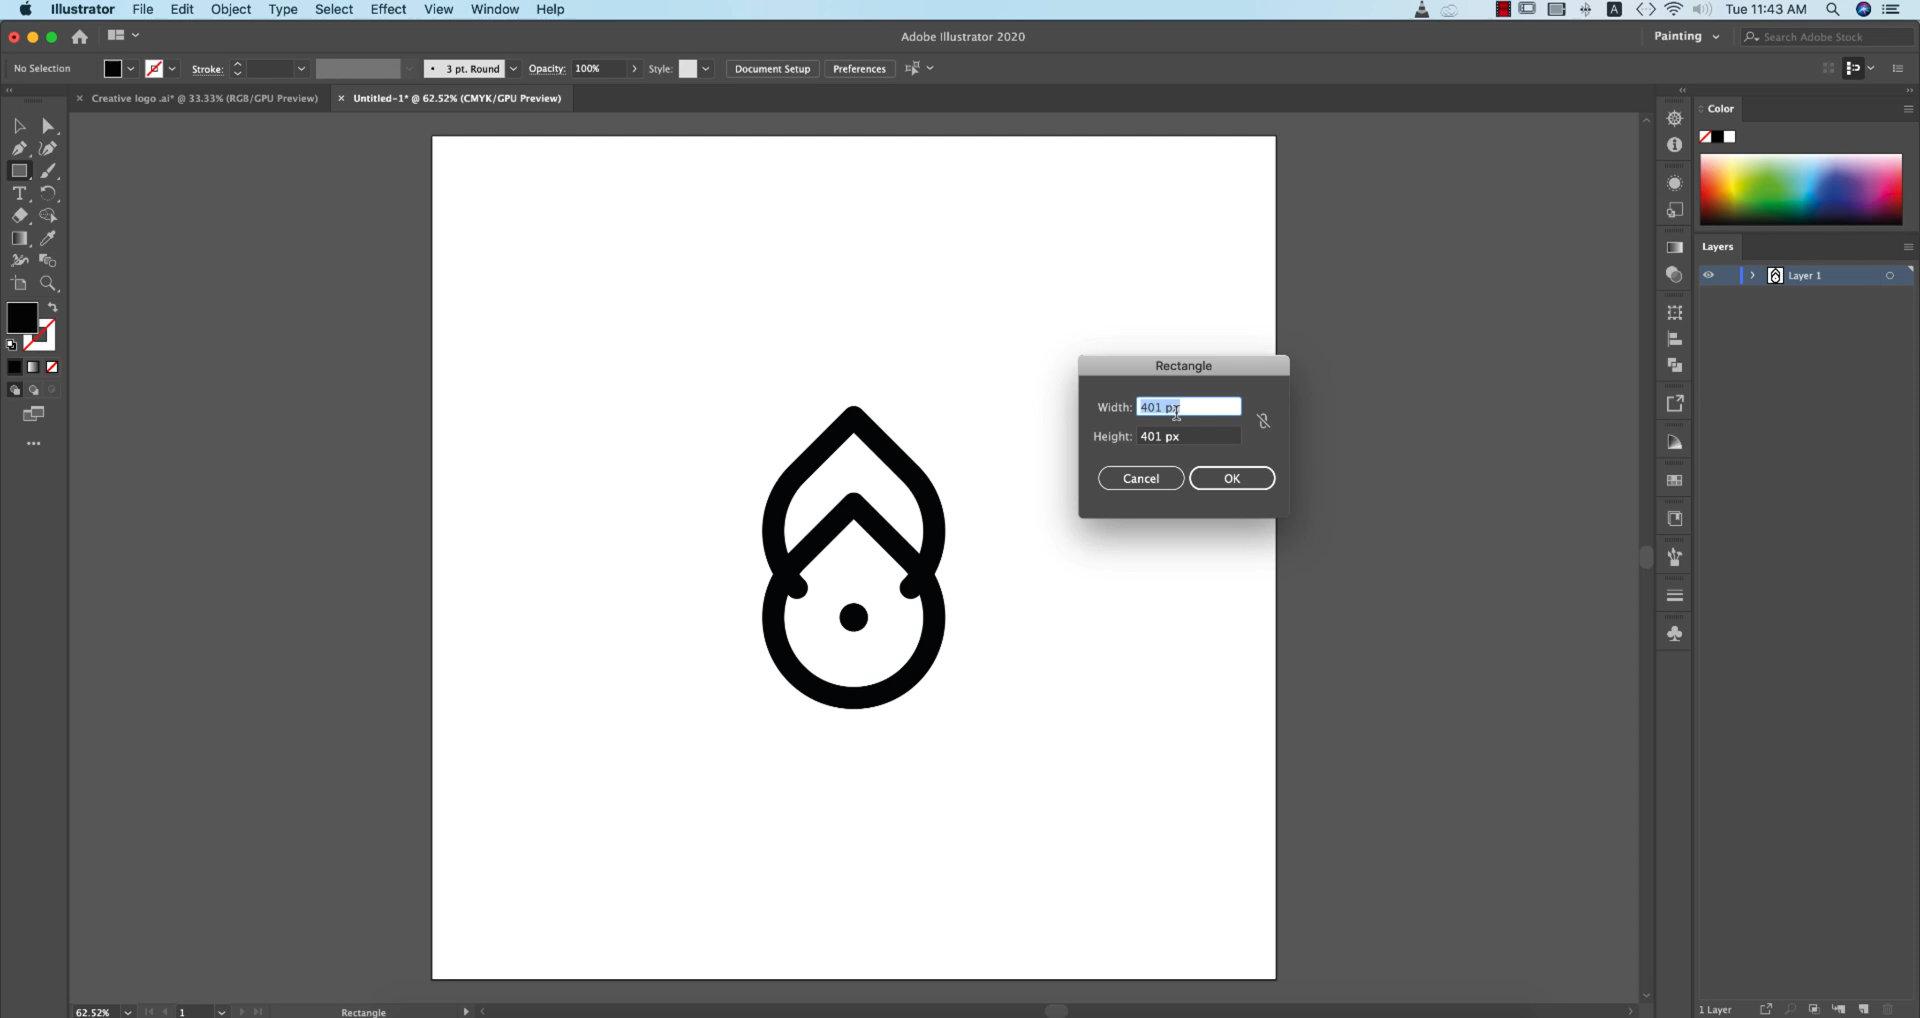 Illustrator File Edit Object Type Select Effect View Window Help
A
Tue 11:43 AM
Adobe Illustrator 2020
Painting
Search Adobe Stock
No Selection
Stroke:
3 pt. Round
Opacity: 100%
Style:
Document Setup
Preferences
Creative logo .ai* @ 33.33% (RGB/GPU Preview)
Untitled-1* @ 62.52% (CMYK/GPU Preview)
Color
Layers
Layer 1
Rectangle
Width: 401 px
Height: 401 px
Cancel
OK
62.52%
1
Rectangle
1 Layer